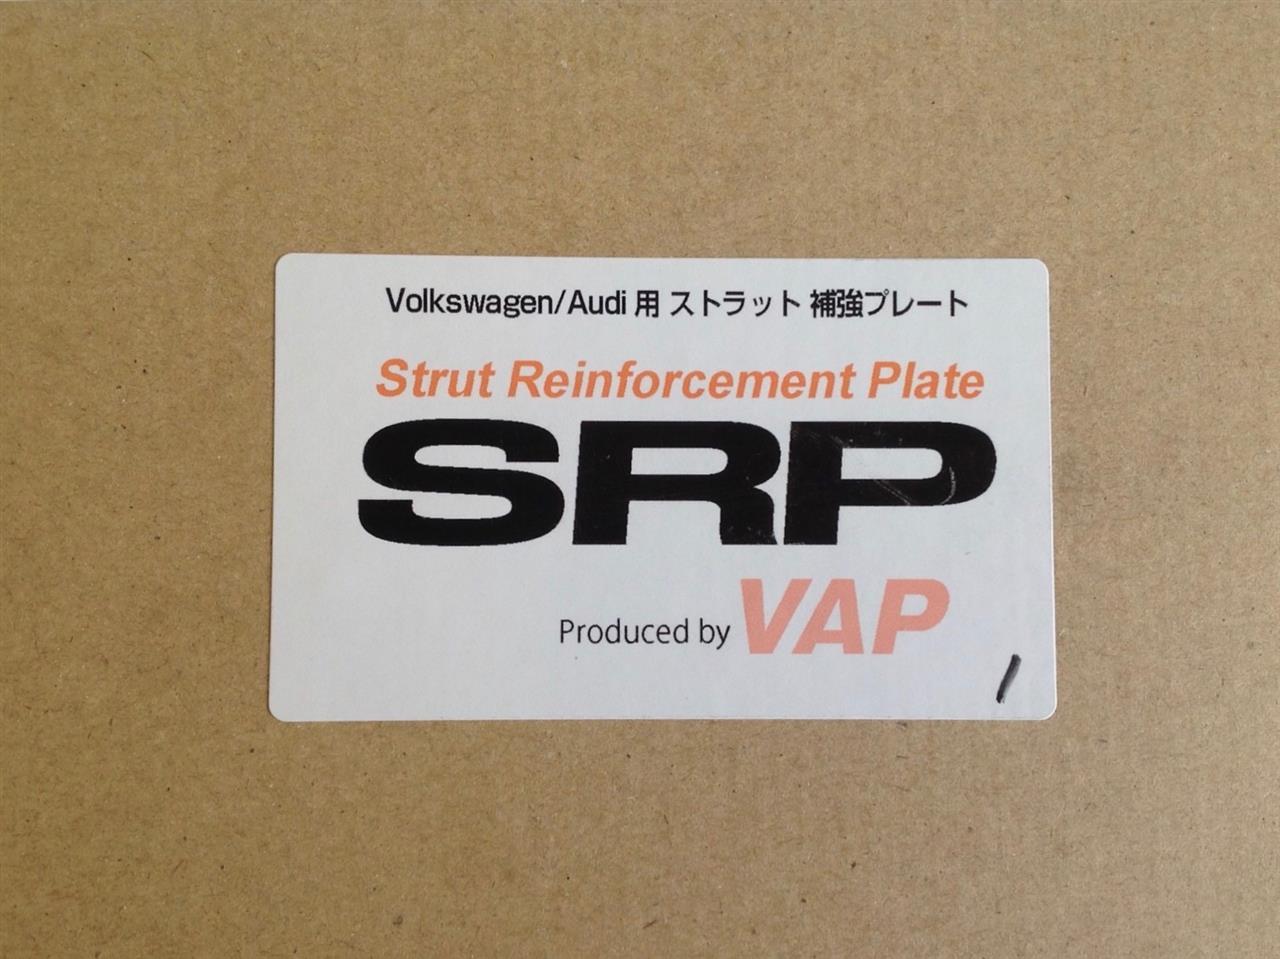 Volkswagen/Audi 用 ストラット 補強プレート
Strut Reinforcement Plate
SRP
Produced by VAP